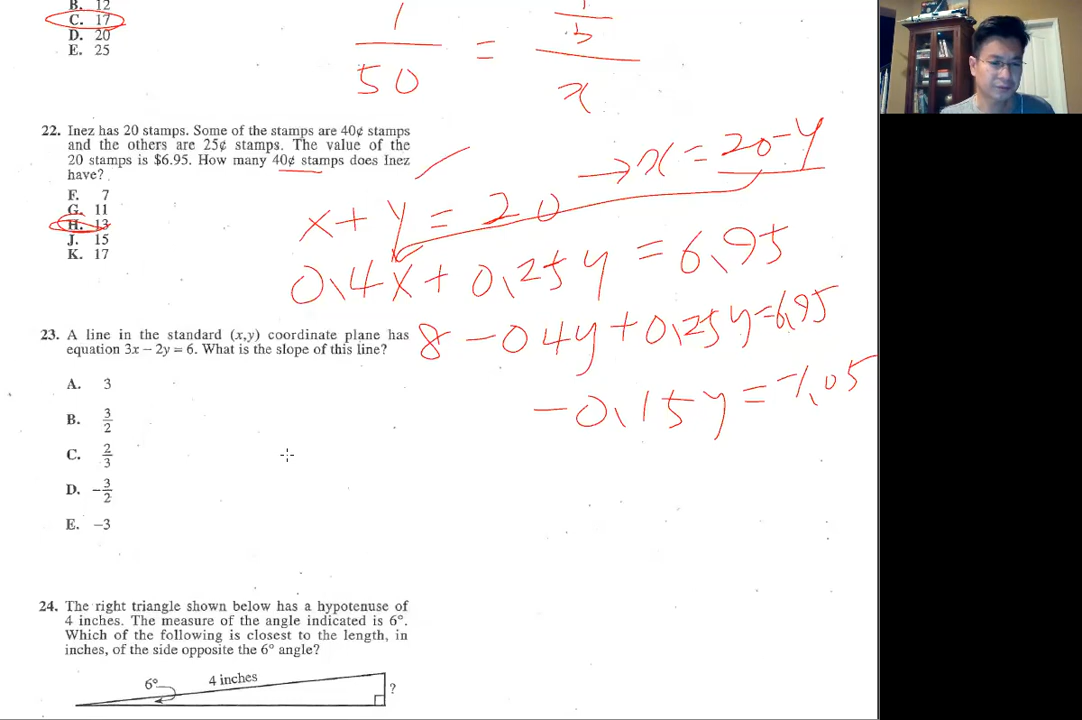 B. 12
C. 17
D. 20
E. 25
1
50
=
1
3
x
22. Inez has 20 stamps. Some of the stamps are 40¢ stamps
and the others are 25¢ stamps. The value of the
20 stamps is $6.95. How many 40¢ stamps does Inez
have?
F. 7
G. 11
H. 13
J. 15
K. 17
→ x = 20-y
x + y = 20
0.4x + 0.25y = 6.95
8 - 0.4y + 0.25y = 6.95
-0.15y = -1.05
23. A line in the standard (x,y) coordinate plane has
equation 3x – 2y = 6. What is the slope of this line?
A. 3
B. 3/2
C. 2/3
D. -3/2
E. -3
24. The right triangle shown below has a hypotenuse of
4 inches. The measure of the angle indicated is 6°.
Which of the following is closest to the length, in
inches, of the side opposite the 6° angle?
6° 4 inches ?